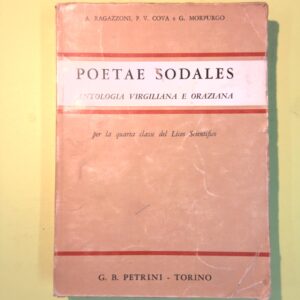 A. RAGAZZONI, P. V. COVA e G. MORPURGO
POETAE SODALES
ANTOLOGIA VIRGILIANA E ORAZIANA
per la quarta classe del Liceo Scientifico
G. B. PETRINI - TORINO